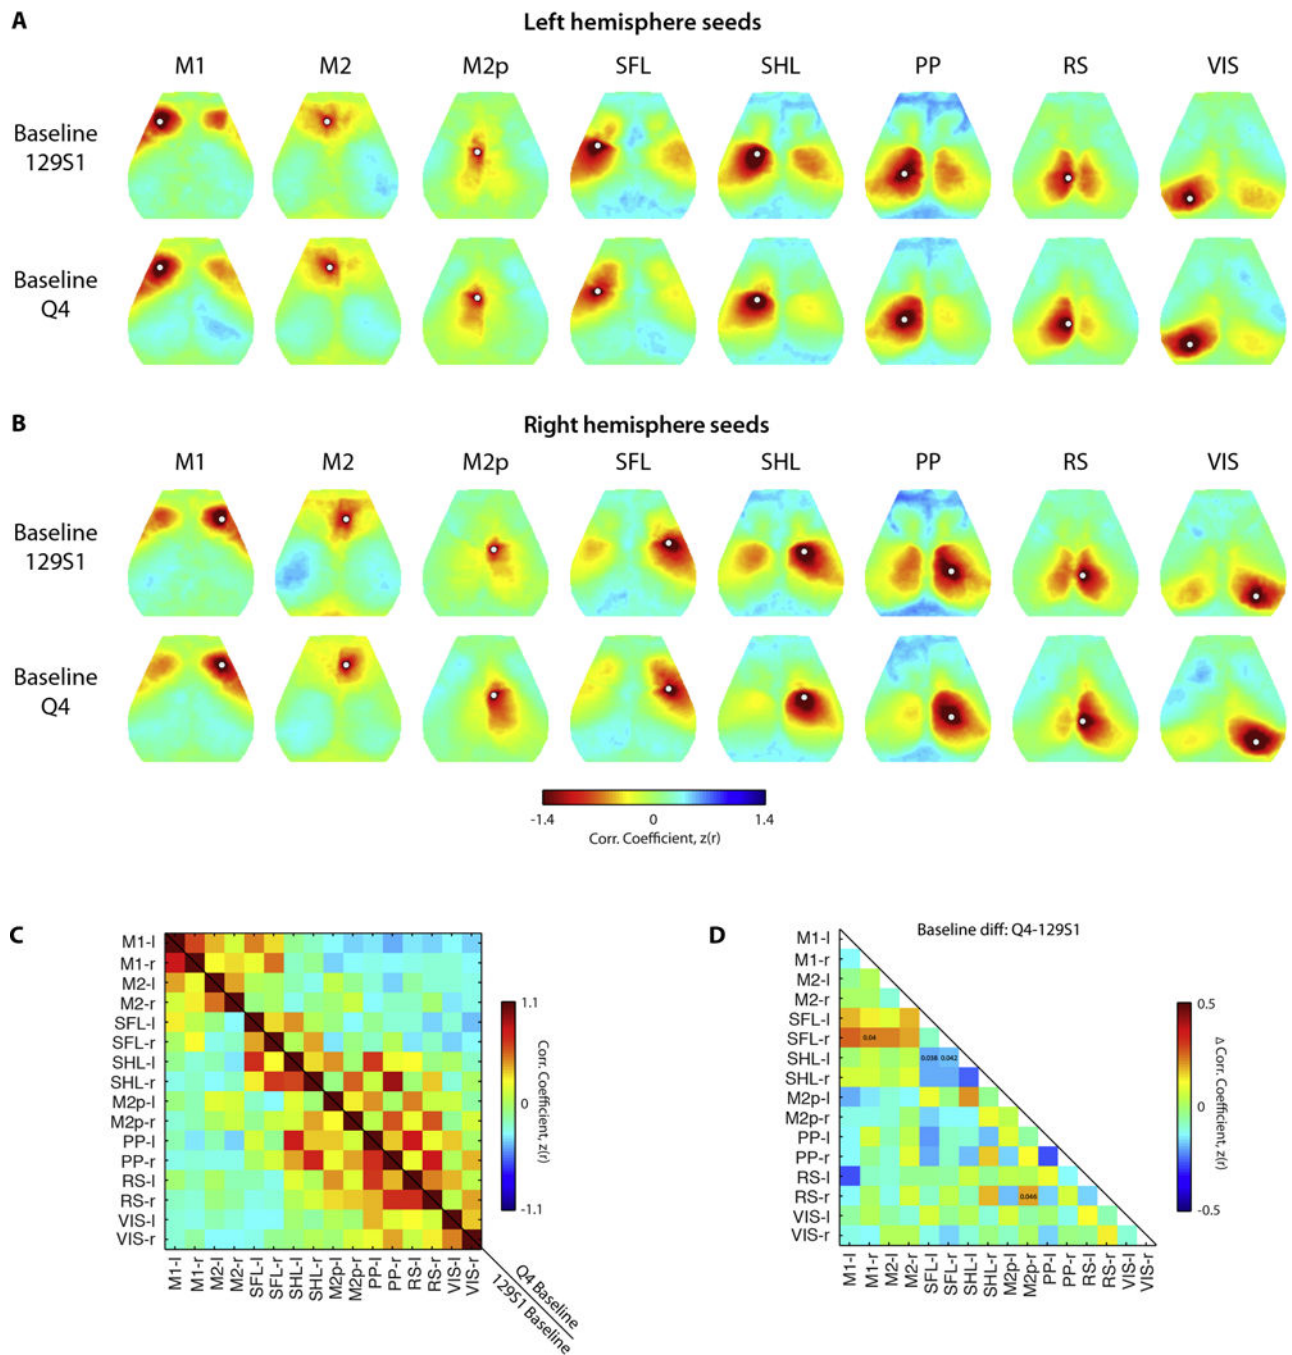 A
Left hemisphere seeds
M1 M2 M2p SFL SHL PP RS VIS
Baseline
129S1
Baseline
Q4
B
Right hemisphere seeds
M1 M2 M2p SFL SHL PP RS VIS
Baseline
129S1
Baseline
Q4
-1.4 0 1.4
Corr. Coefficient, z(r)
C
M1-l
M1-r
M2-l
M2-r
SFL-l
SFL-r
SHL-l
SHL-r
M2p-l
M2p-r
PP-l
PP-r
RS-l
RS-r
VIS-l
VIS-r
M1-l M1-r M2-l M2-r SFL-l SFL-r SHL-l SHL-r M2p-l M2p-r PP-l PP-r RS-l RS-r VIS-l VIS-r
Q4 Baseline
129S1 Baseline
1.1
0
-1.1
Corr. Coefficient, z(r)
D
Baseline diff: Q4-129S1
M1-l
M1-r
M2-l
M2-r
SFL-l
SFL-r 0.04
SHL-l 0.038 0.042
SHL-r
M2p-l
M2p-r
PP-l
PP-r
RS-l
RS-r 0.046
VIS-l
VIS-r
M1-l M1-r M2-l M2-r SFL-l SFL-r SHL-l SHL-r M2p-l M2p-r PP-l PP-r RS-l RS-r VIS-l VIS-r
0.5
0
-0.5
Δ Corr. Coefficient, z(r)